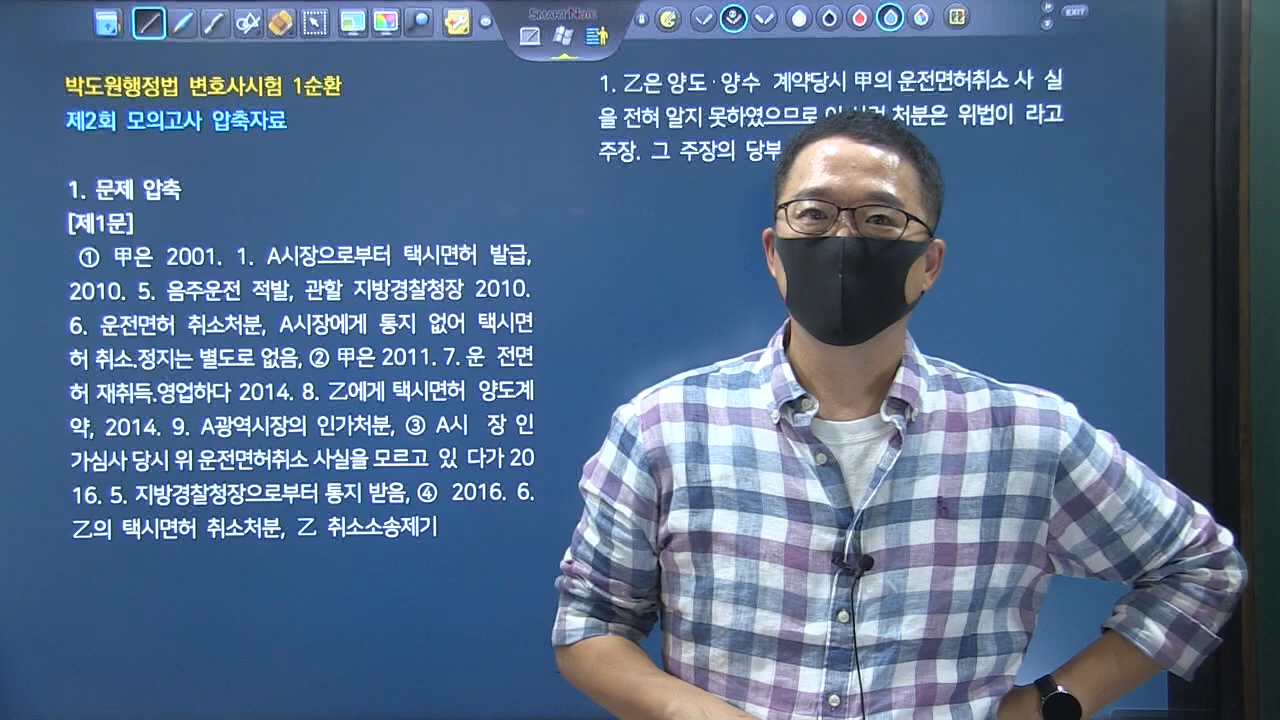 SMARTNOTE
EXIT
박도원행정법 변호사시험 1순환
제2회 모의고사 압축자료
1. 문제 압축
[제1문]
① 甲은 2001. 1. A시장으로부터 택시면허 발급,
2010. 5. 음주운전 적발, 관할 지방경찰청장 2010.
6. 운전면허 취소처분, A시장에게 통지 없어 택시면
허 취소.정지는 별도로 없음, ② 甲은 2011. 7. 운 전면
허 재취득.영업하다 2014. 8. 乙에게 택시면허 양도계
약, 2014. 9. A광역시장의 인가처분, ③ A시 장 인
가심사 당시 위 운전면허취소 사실을 모르고 있 다가 20
16. 5. 지방경찰청장으로부터 통지 받음, ④ 2016. 6.
乙의 택시면허 취소처분, 乙 취소소송제기
1. 乙은 양도·양수 계약당시 甲의 운전면허취소 사 실
을 전혀 알지 못하였으므로 처분은 위법이 라고
주장. 그 주장의 당부